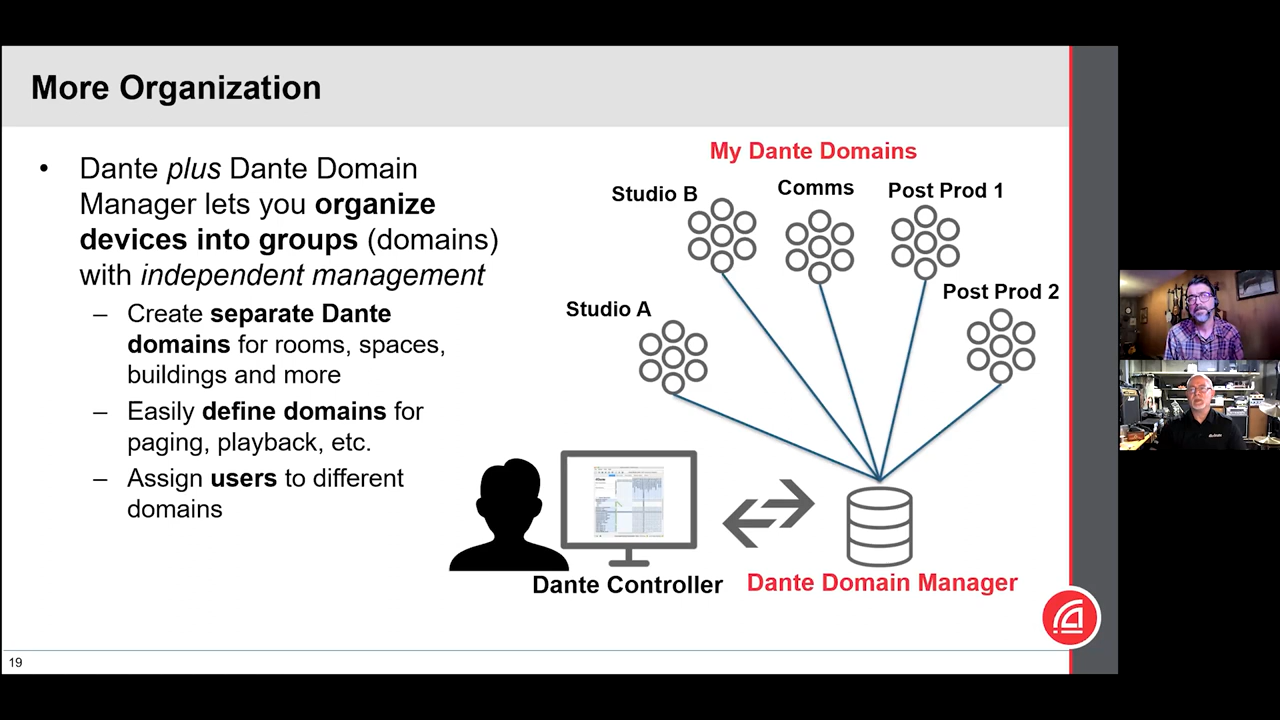 More Organization
• Dante plus Dante Domain
Manager lets you organize
devices into groups (domains)
with independent management
– Create separate Dante
domains for rooms, spaces,
buildings and more
– Easily define domains for
paging, playback, etc.
– Assign users to different
domains
My Dante Domains
Studio B
Comms
Post Prod 1
Studio A
Post Prod 2
Dante Controller
Dante Domain Manager
19